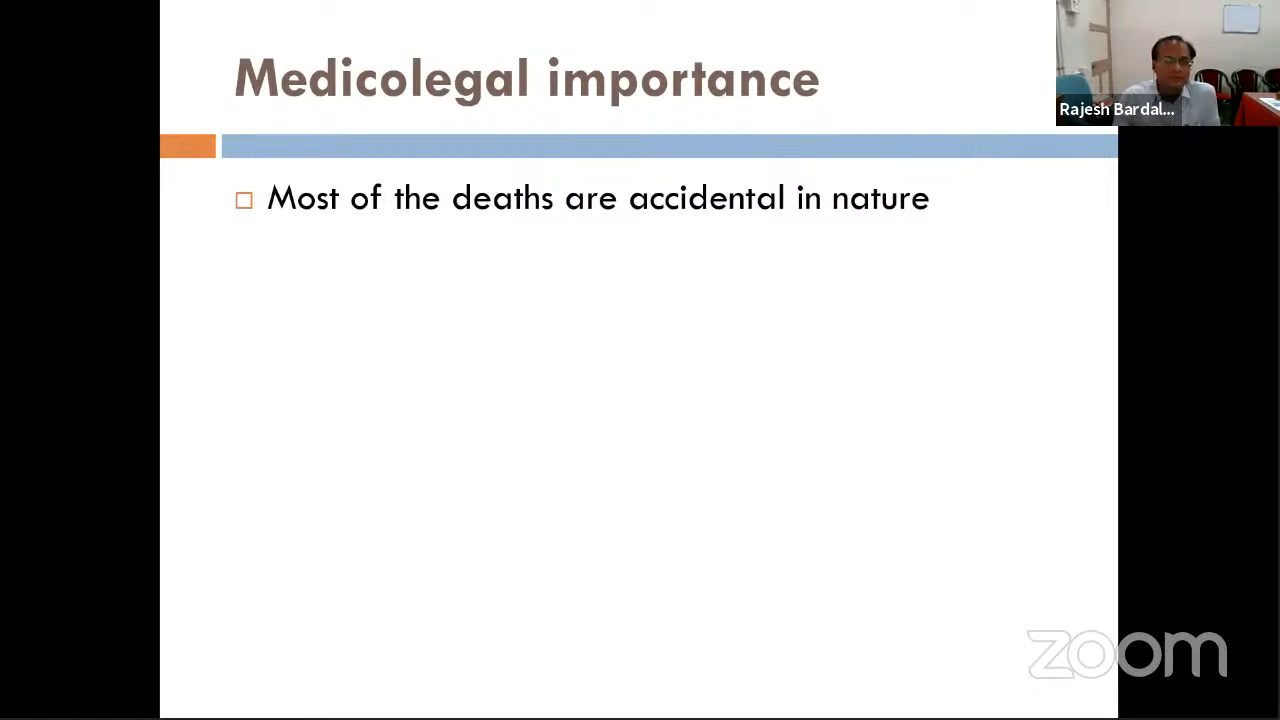 Medicolegal importance
Rajesh Bardal...
Most of the deaths are accidental in nature
zoom